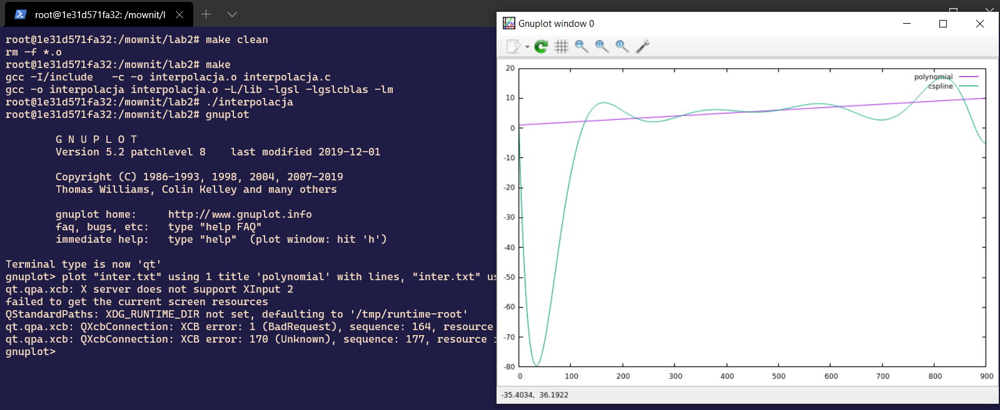 root@1e31d571fa32: /mownit/l
root@1e31d571fa32:/mownit/lab2# make clean
rm -f *.o
root@1e31d571fa32:/mownit/lab2# make
gcc -I/include   -c -o interpolacja.o interpolacja.c
gcc -o interpolacja interpolacja.o -L/lib -lgsl -lgslcblas -lm
root@1e31d571fa32:/mownit/lab2# ./interpolacja
root@1e31d571fa32:/mownit/lab2# gnuplot
G N U P L O T
Version 5.2 patchlevel 8    last modified 2019-12-01
Copyright (C) 1986-1993, 1998, 2004, 2007-2019
Thomas Williams, Colin Kelley and many others
gnuplot home:     http://www.gnuplot.info
faq, bugs, etc:   type "help FAQ"
immediate help:   type "help"  (plot window: hit 'h')
Terminal type is now 'qt'
gnuplot> plot "inter.txt" using 1 title 'polynomial' with lines, "inter.txt" us
qt.qpa.xcb: X server does not support XInput 2
failed to get the current screen resources
QStandardPaths: XDG_RUNTIME_DIR not set, defaulting to '/tmp/runtime-root'
qt.qpa.xcb: QXcbConnection: XCB error: 1 (BadRequest), sequence: 164, resource
qt.qpa.xcb: QXcbConnection: XCB error: 170 (Unknown), sequence: 177, resource i
gnuplot>
Gnuplot window 0
polynomial
cspline
20
10
0
-10
-20
-30
-40
-50
-60
-70
-80
0 100 200 300 400 500 600 700 800 900
-35.4034, 36.1922